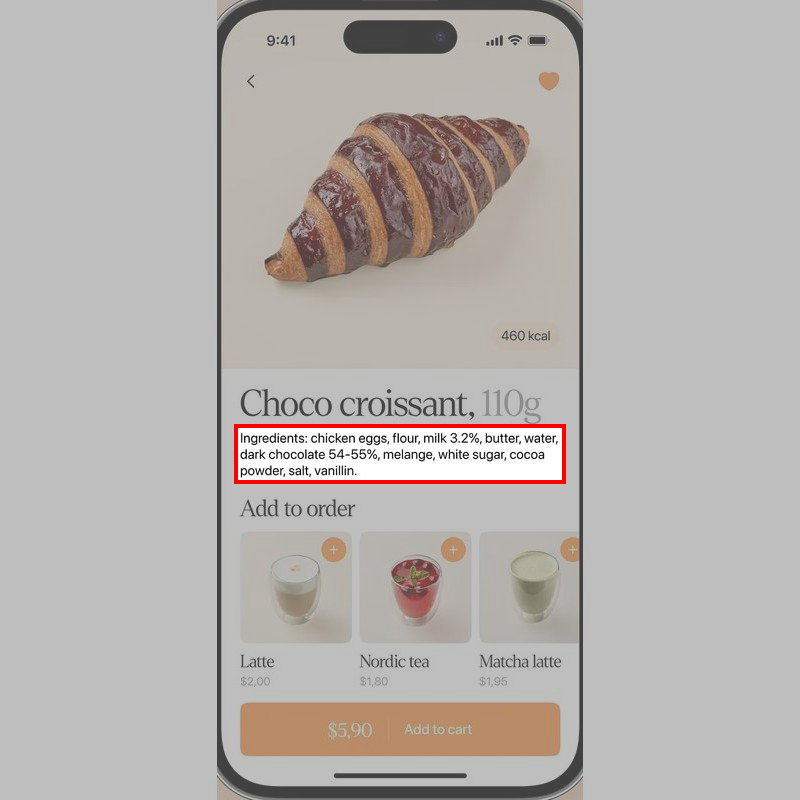 9:41
460 kcal
Choco croissant, 110g
Ingredients: chicken eggs, flour, milk 3.2%, butter, water,
dark chocolate 54-55%, melange, white sugar, cocoa
powder, salt, vanillin.
Add to order
Latte
$2,00
Nordic tea
$1,80
Matcha latte
$1,95
$5,90
Add to cart